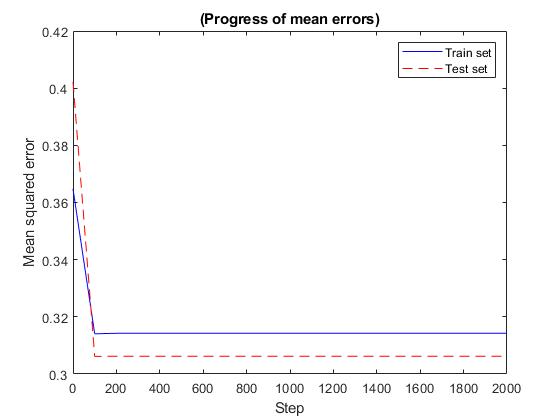 (Progress of mean errors)
0.42
0.4
0.38
0.36
0.34
0.32
0.3
Mean squared error
Train set
Test set
0 200 400 600 800 1000 1200 1400 1600 1800 2000
Step